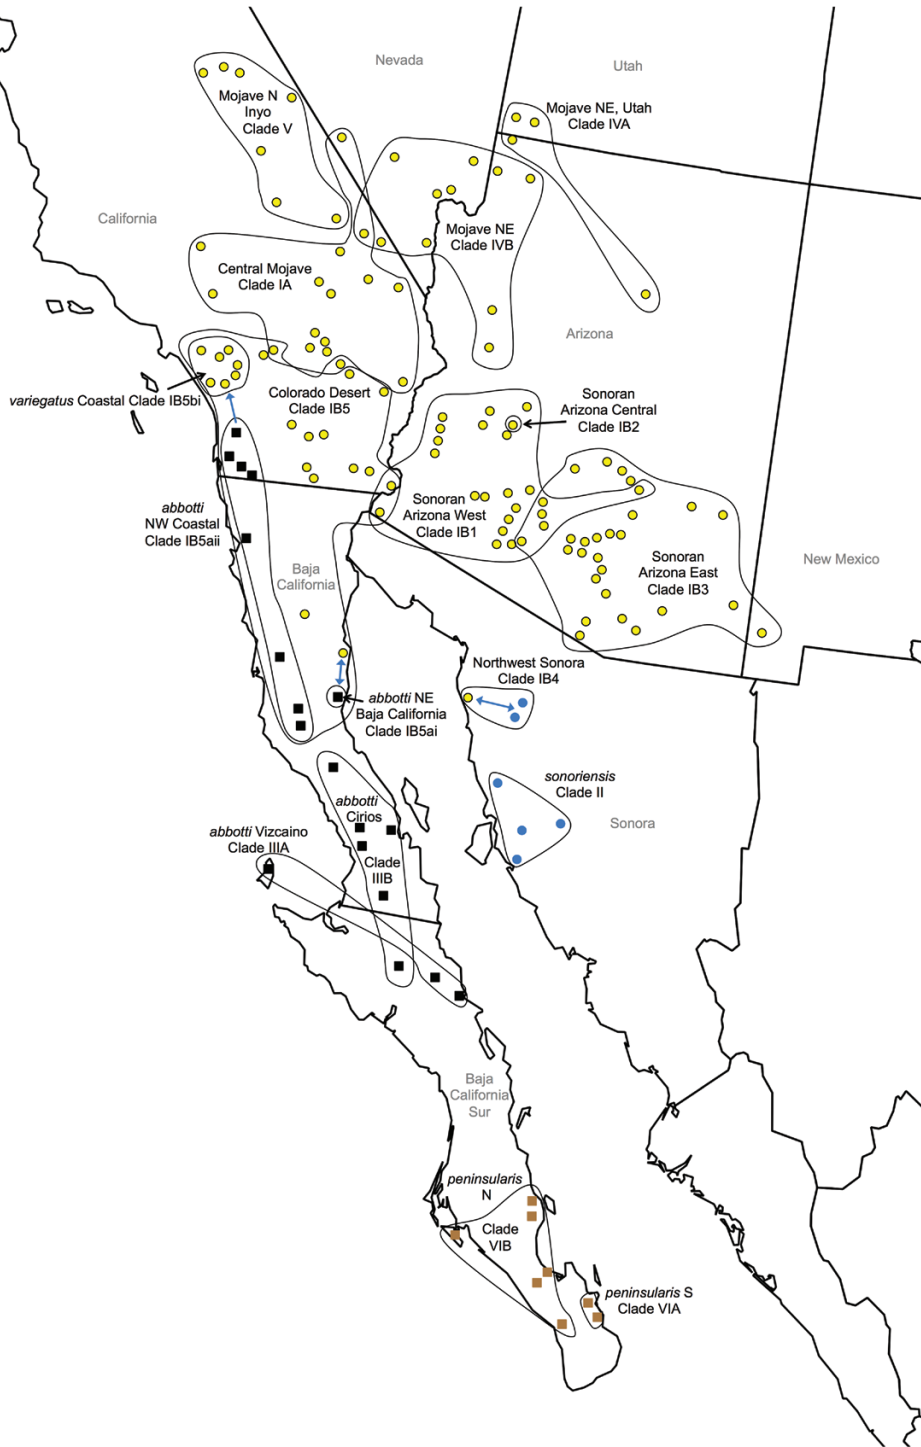 Nevada
Utah
Mojave N
Inyo
Clade V
Mojave NE, Utah
Clade IVA
California
Mojave NE
Clade IVB
Central Mojave
Clade IA
Arizona
variegatus Coastal Clade IB5bi
Colorado Desert
Clade IB5
Sonoran
Arizona Central
Clade IB2
abbotti
NW Coastal
Clade IB5aii
Sonoran
Arizona West
Clade IB1
Baja
California
Sonoran
Arizona East
Clade IB3
New Mexico
Northwest Sonora
Clade IB4
abbotti NE
Baja California
Clade IB5ai
sonoriensis
Clade II
Sonora
abbotti
Cirios
Clade
IIIB
abbotti Vizcaino
Clade IIIA
Baja
California
Sur
peninsularis
N
Clade
VIB
peninsularis S
Clade VIA